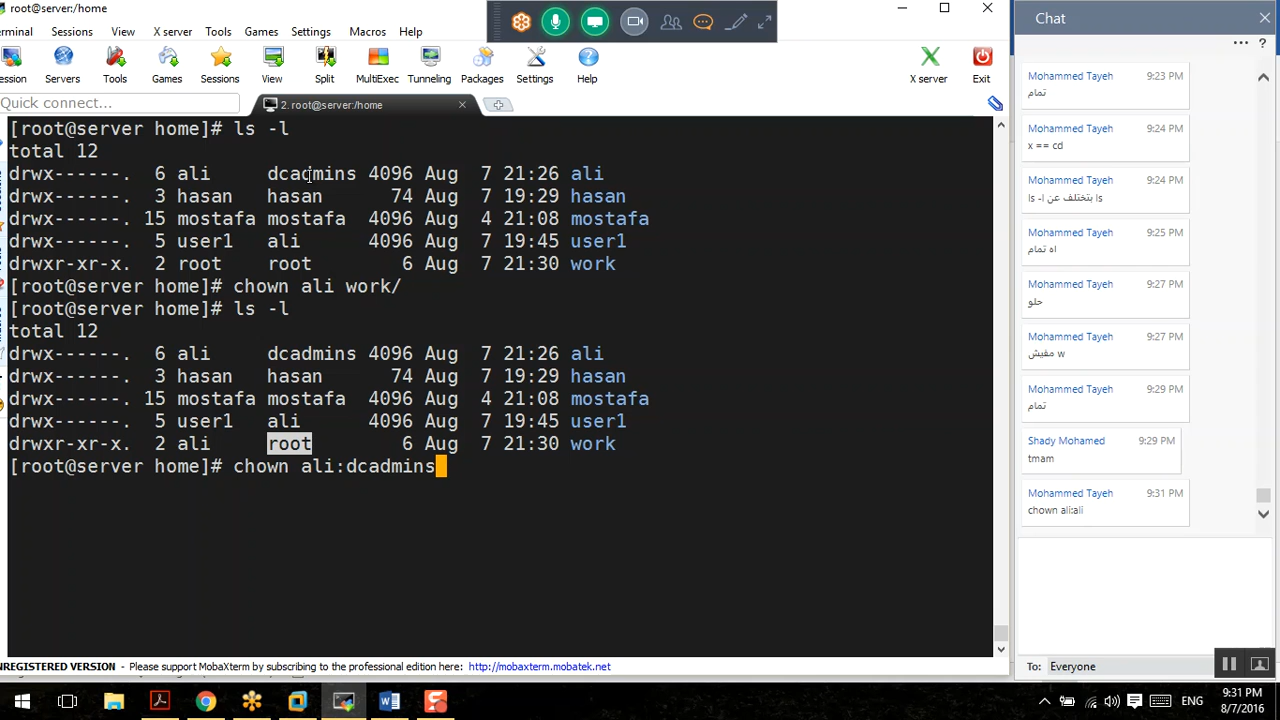 root@server:/home
erminal Sessions View X server Tools Games Settings Macros Help
ession Servers Tools Games Sessions View Split MultiExec Tunneling Packages Settings Help X server Exit
Quick connect...
2. root@server:/home
[root@server home]# ls -l
total 12
drwx------. 6 ali dcadmins 4096 Aug 7 21:26 ali
drwx------. 3 hasan hasan 74 Aug 7 19:29 hasan
drwx------. 15 mostafa mostafa 4096 Aug 4 21:08 mostafa
drwx------. 5 user1 ali 4096 Aug 7 19:45 user1
drwxr-xr-x. 2 root root 6 Aug 7 21:30 work
[root@server home]# chown ali work/
[root@server home]# ls -l
total 12
drwx------. 6 ali dcadmins 4096 Aug 7 21:26 ali
drwx------. 3 hasan hasan 74 Aug 7 19:29 hasan
drwx------. 15 mostafa mostafa 4096 Aug 4 21:08 mostafa
drwx------. 5 user1 ali 4096 Aug 7 19:45 user1
drwxr-xr-x. 2 ali root 6 Aug 7 21:30 work
[root@server home]# chown ali:dcadmins
NREGISTERED VERSION - Please support MobaXterm by subscribing to the professional edition here: http://mobaxterm.mobatek.net
Chat
... ?
Mohammed Tayeh 9:23 PM
تمام
Mohammed Tayeh 9:24 PM
x == cd
Mohammed Tayeh 9:24 PM
ls بتختلف عن ls -l
Mohammed Tayeh 9:25 PM
اه تمام
Mohammed Tayeh 9:27 PM
حلو
Mohammed Tayeh 9:27 PM
مفيش w
Mohammed Tayeh 9:29 PM
تمام
Shady Mohamed 9:29 PM
tmam
Mohammed Tayeh 9:31 PM
chown ali:ali
To: Everyone
ENG
9:31 PM
8/7/2016